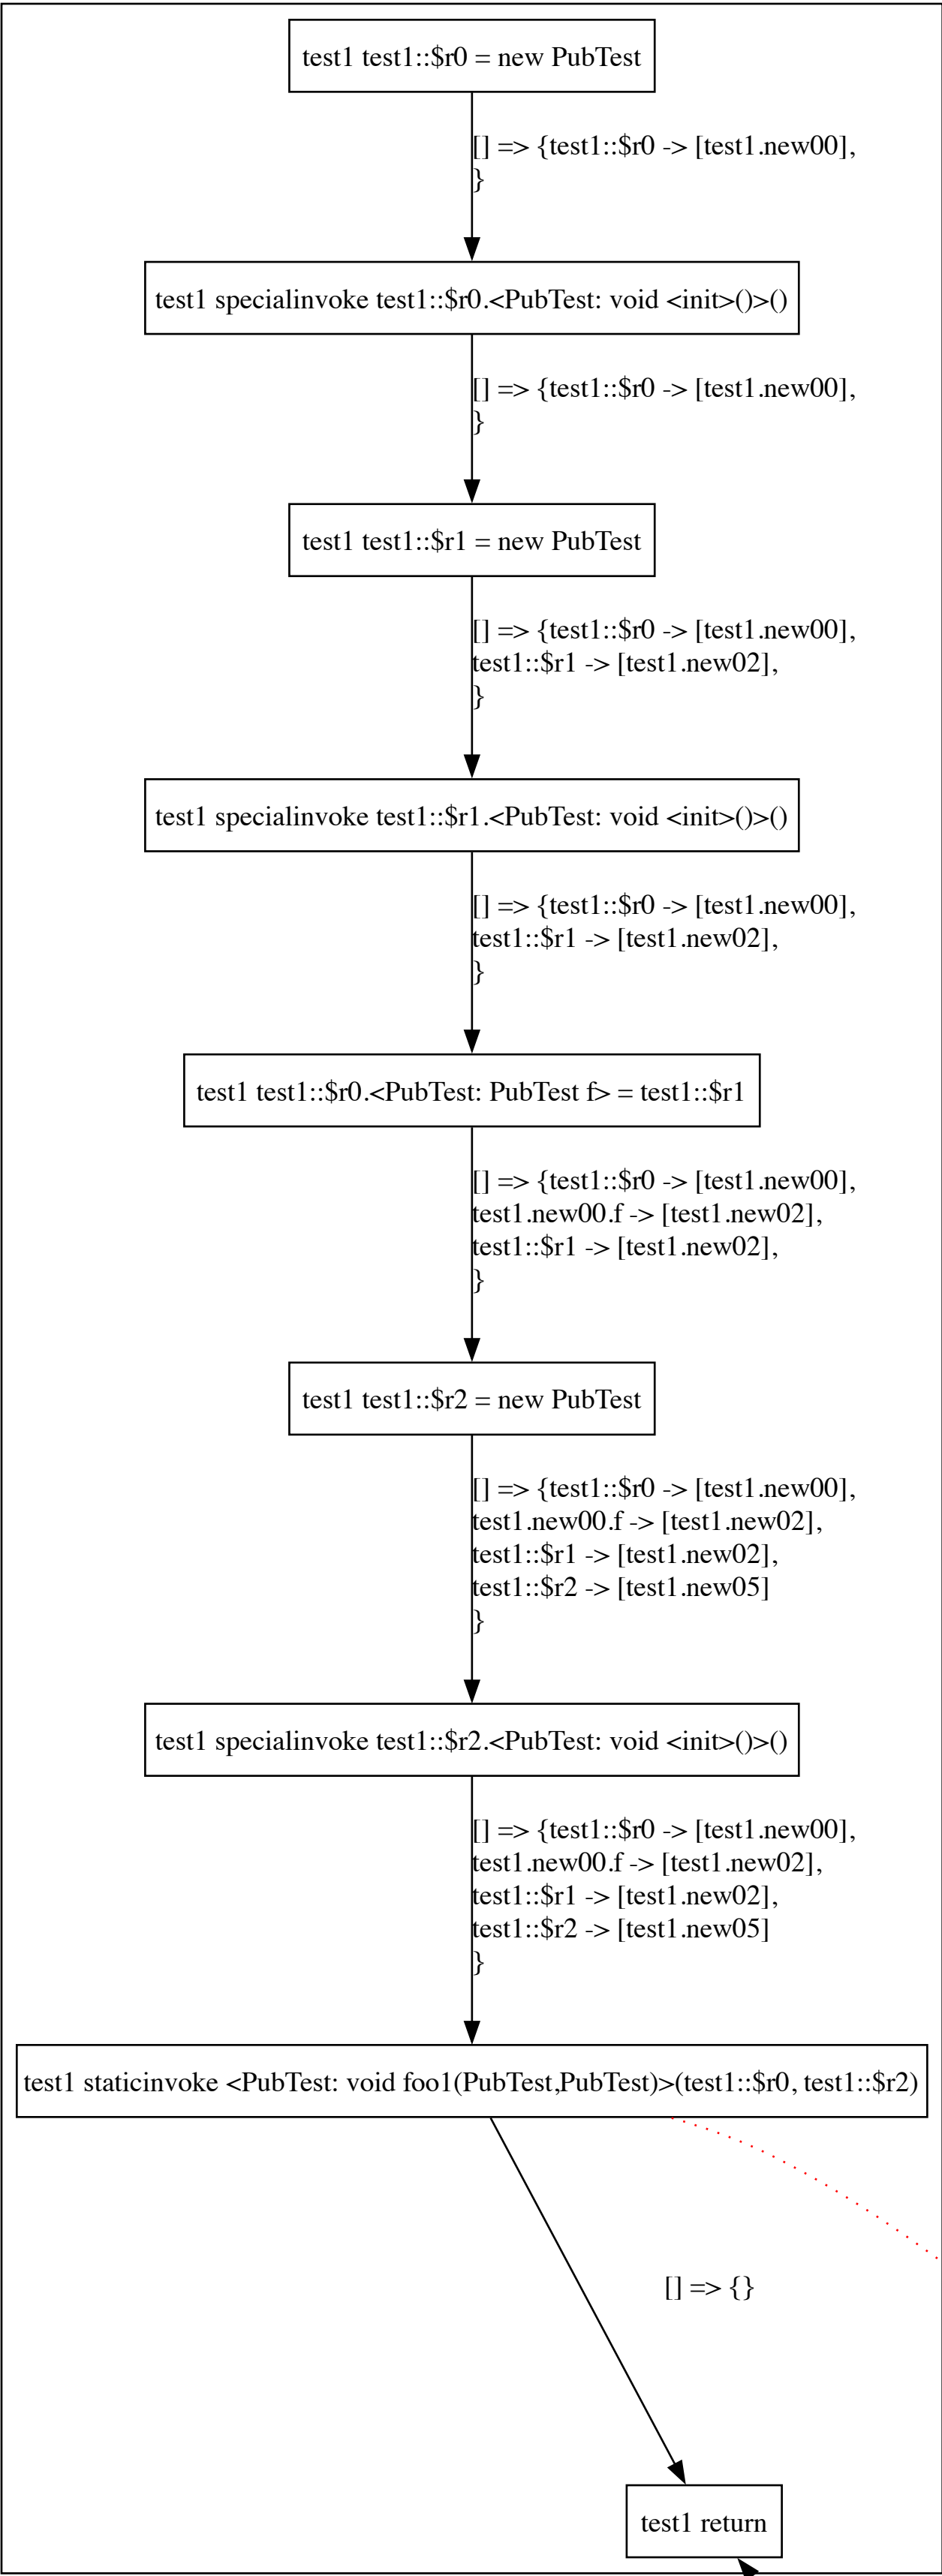 test1 test1::$r0 = new PubTest
[] => {test1::$r0 -> [test1.new00],
}
test1 specialinvoke test1::$r0.<PubTest: void <init>()>()
[] => {test1::$r0 -> [test1.new00],
}
test1 test1::$r1 = new PubTest
[] => {test1::$r0 -> [test1.new00],
test1::$r1 -> [test1.new02],
}
test1 specialinvoke test1::$r1.<PubTest: void <init>()>()
[] => {test1::$r0 -> [test1.new00],
test1::$r1 -> [test1.new02],
}
test1 test1::$r0.<PubTest: PubTest f> = test1::$r1
[] => {test1::$r0 -> [test1.new00],
test1.new00.f -> [test1.new02],
test1::$r1 -> [test1.new02],
}
test1 test1::$r2 = new PubTest
[] => {test1::$r0 -> [test1.new00],
test1.new00.f -> [test1.new02],
test1::$r1 -> [test1.new02],
test1::$r2 -> [test1.new05]
}
test1 specialinvoke test1::$r2.<PubTest: void <init>()>()
[] => {test1::$r0 -> [test1.new00],
test1.new00.f -> [test1.new02],
test1::$r1 -> [test1.new02],
test1::$r2 -> [test1.new05]
}
test1 staticinvoke <PubTest: void foo1(PubTest,PubTest)>(test1::$r0, test1::$r2)
[] => {}
test1 return